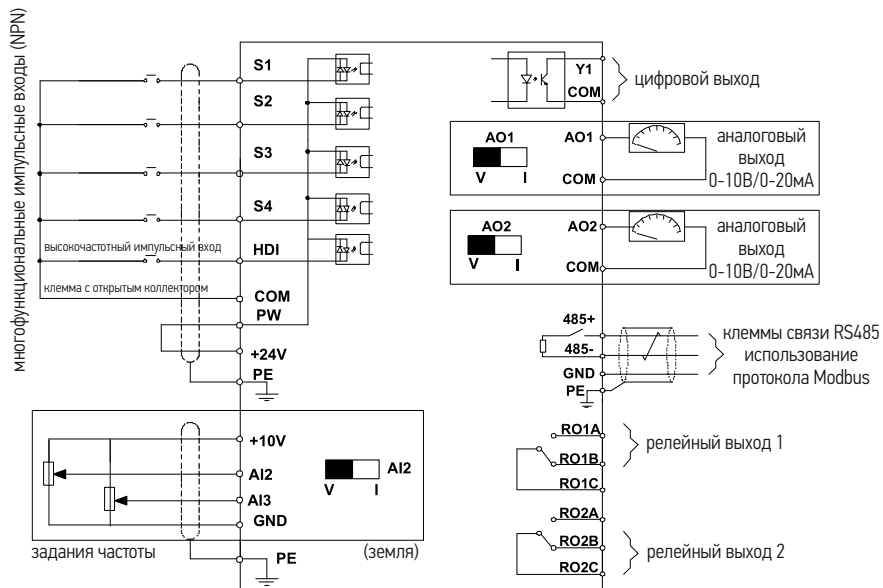 многофункциональные импульсные входы (NPN)
S1
S2
S3
S4
высокочастотный импульсный вход
HDI
клемма с открытым коллектором
COM
PW
+24V
PE
+10V
AI2
AI3
GND
AI2
V I
задания частоты
PE
(земля)
Y1
COM
цифровой выход
AO1
V I
AO1
COM
аналоговый
выход
0-10В/0-20мА
AO2
V I
AO2
COM
аналоговый
выход
0-10В/0-20мА
485+
485-
GND
PE
клеммы связи RS485
использование
протокола Modbus
RO1A
RO1B
RO1C
релейный выход 1
RO2A
RO2B
RO2C
релейный выход 2